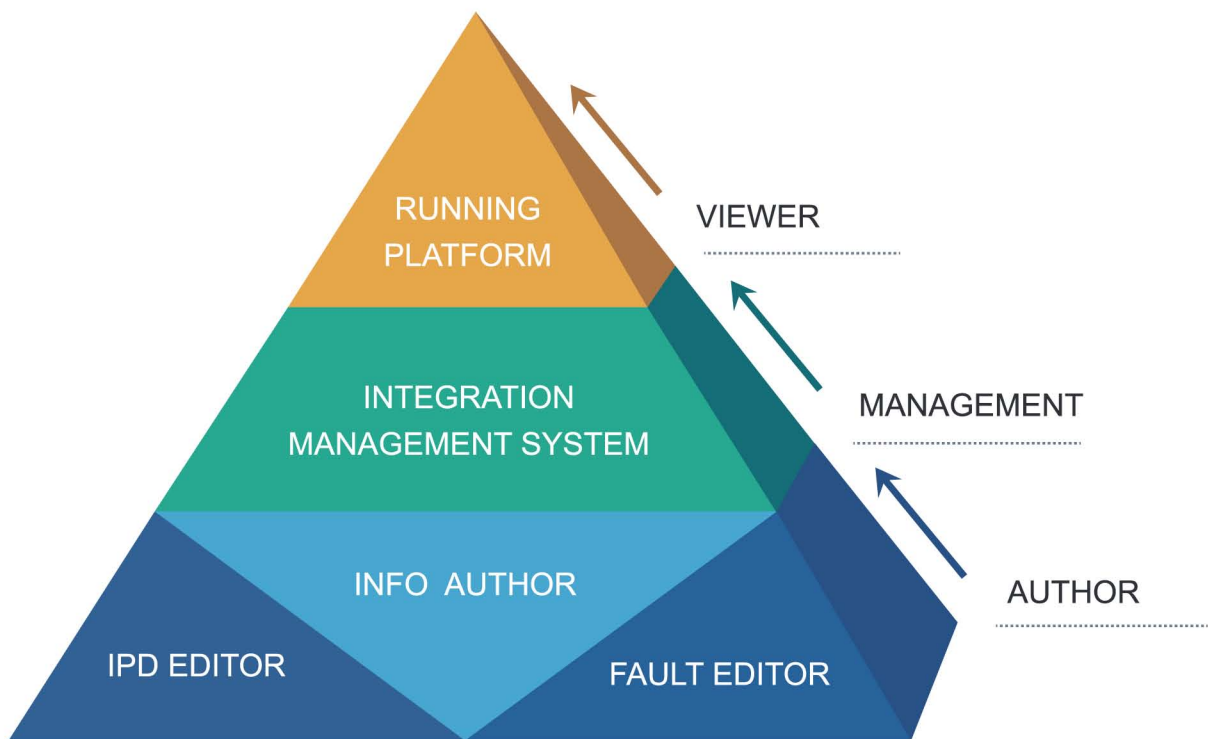 RUNNING
PLATFORM
VIEWER
INTEGRATION
MANAGEMENT SYSTEM
MANAGEMENT
INFO AUTHOR
AUTHOR
IPD EDITOR
FAULT EDITOR